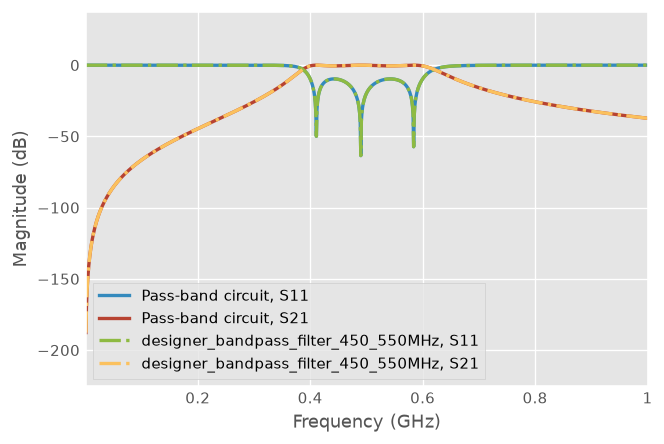 0
−50
−100
−150
−200
Magnitude (dB)
Pass-band circuit, S11
Pass-band circuit, S21
designer_bandpass_filter_450_550MHz, S11
designer_bandpass_filter_450_550MHz, S21
0.2
0.4
0.6
0.8
1
Frequency (GHz)